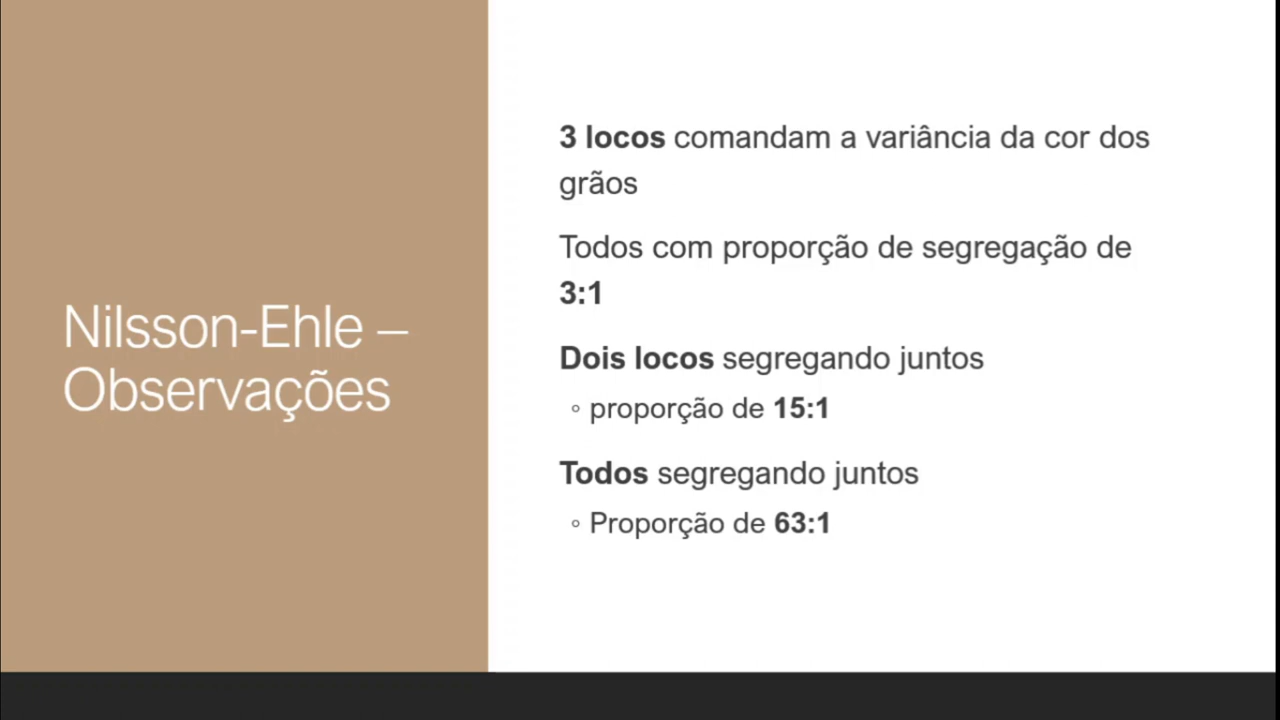 Nilsson-Ehle –
Observações
3 locos comandam a variância da cor dos
grãos
Todos com proporção de segregação de
3:1
Dois locos segregando juntos
◦ proporção de 15:1
Todos segregando juntos
◦ Proporção de 63:1